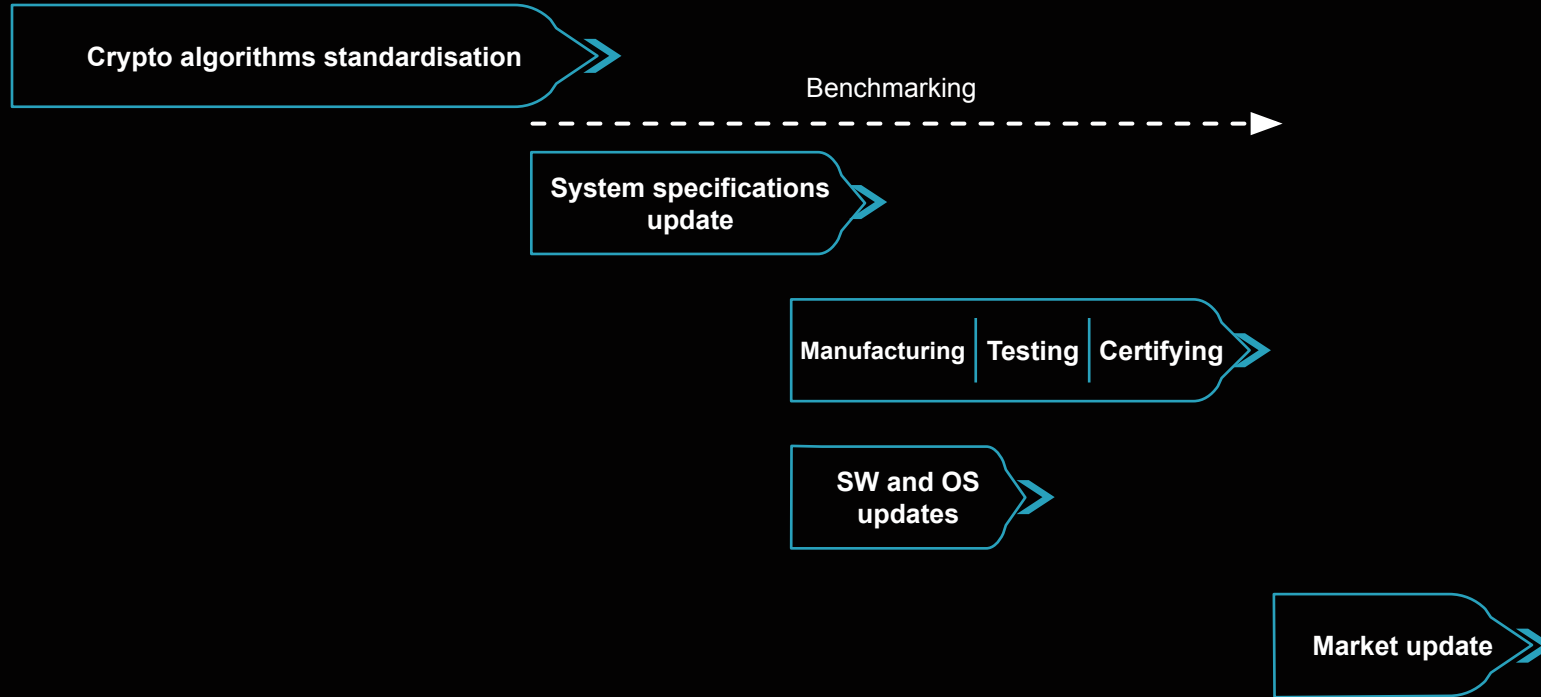 Crypto algorithms standardisation
Benchmarking
System specifications
update
Manufacturing
Testing
Certifying
SW and OS
updates
Market update